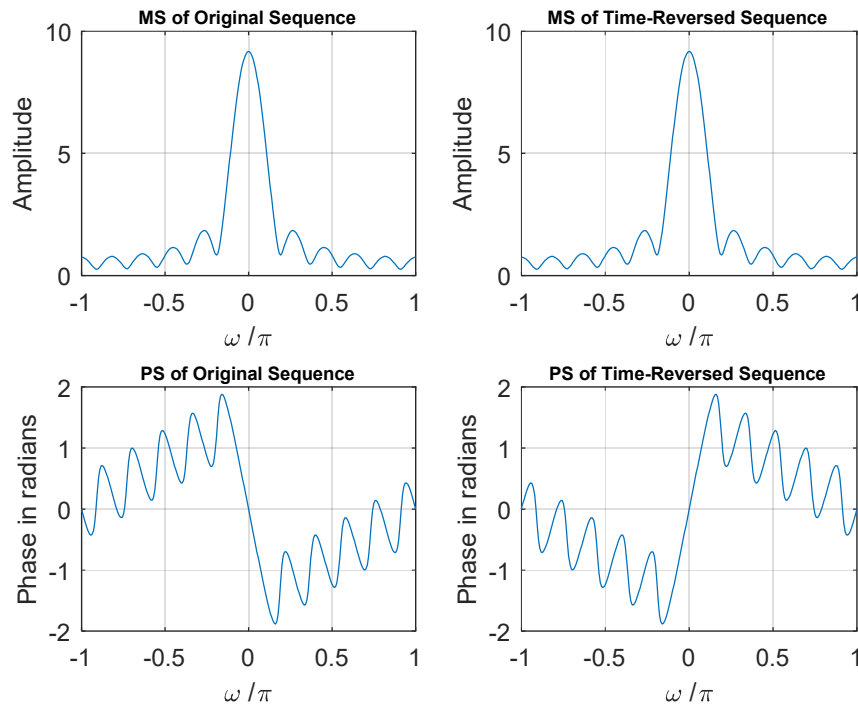 MS of Original Sequence
10
5
0
Amplitude
-1 -0.5 0 0.5 1
ω /π
MS of Time-Reversed Sequence
10
5
0
Amplitude
-1 -0.5 0 0.5 1
ω /π
PS of Original Sequence
2
1
0
-1
-2
Phase in radians
-1 -0.5 0 0.5 1
ω /π
PS of Time-Reversed Sequence
2
1
0
-1
-2
Phase in radians
-1 -0.5 0 0.5 1
ω /π